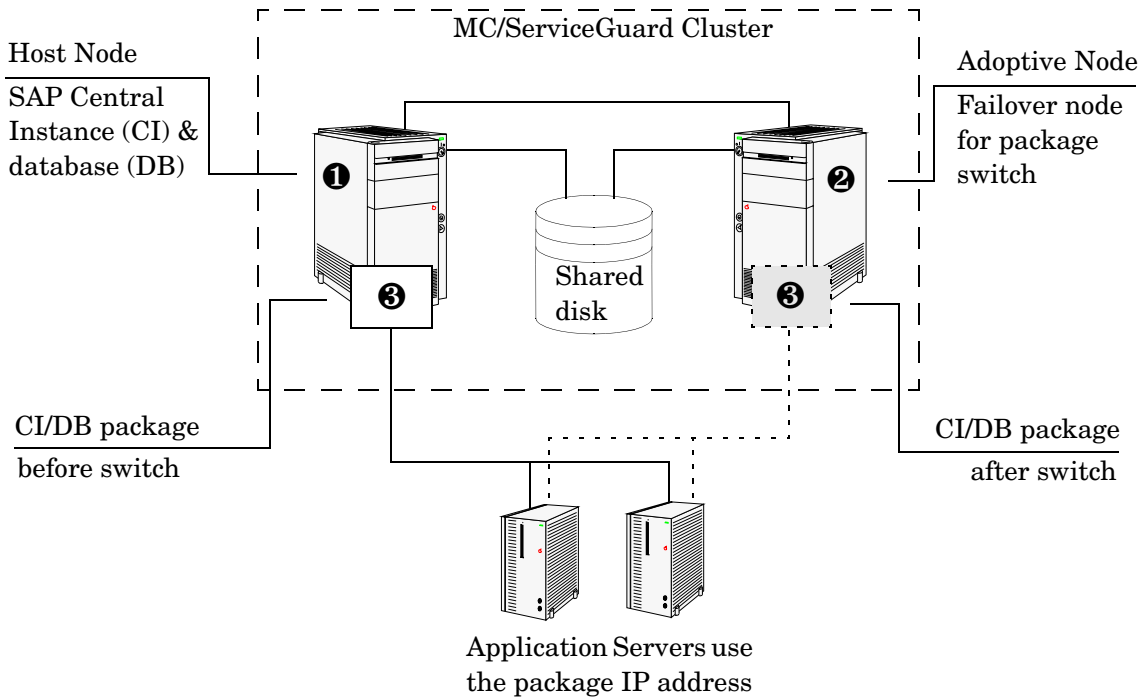 MC/ServiceGuard Cluster
Host Node
SAP Central
Instance (CI) &
database (DB)
Adoptive Node
Failover node
for package
switch
❶
❷
Shared
disk
❸
❸
CI/DB package
before switch
CI/DB package
after switch
Application Servers use
the package IP address